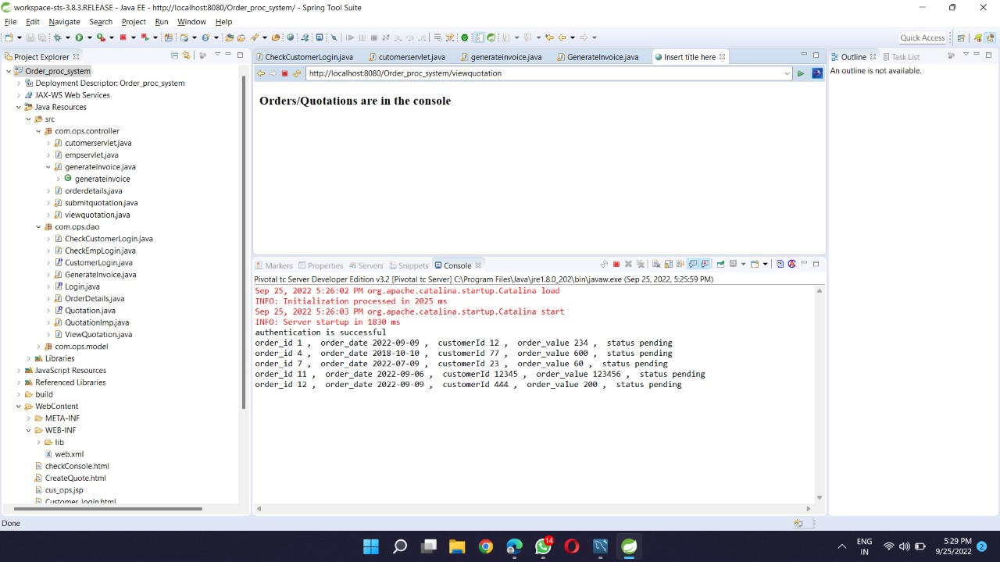 workspace-sts-3.8.3.RELEASE - Java EE - http://localhost:8080/Order_proc_system/ - Spring Tool Suite
File Edit Navigate Search Project Run Window Help
Quick Access
Project Explorer
Order_proc_system
Deployment Descriptor: Order_proc_system
JAX-WS Web Services
Java Resources
src
com.ops.controller
cutomerservlet.java
empservlet.java
generateinvoice.java
generateinvoice
orderdetails.java
submitquotation.java
viewquotation.java
com.ops.dao
CheckCustomerLogin.java
CheckEmpLogin.java
CustomerLogin.java
GenerateInvoice.java
Login.java
OrderDetails.java
Quotation.java
QuotationImp.java
ViewQuotation.java
com.ops.model
Libraries
JavaScript Resources
Referenced Libraries
build
WebContent
META-INF
WEB-INF
lib
web.xml
checkConsole.html
CreateQuote.html
cus_ops.jsp
Customer_login.html
CheckCustomerLogin.java cutomerservlet.java generateinvoice.java GenerateInvoice.java Insert title here
http://localhost:8080/Order_proc_system/viewquotation
Orders/Quotations are in the console
Markers Properties Servers Snippets Console
Pivotal tc Server Developer Edition v3.2 [Pivotal tc Server] C:\Program Files\Java\jre1.8.0_202\bin\javaw.exe (Sep 25, 2022, 5:25:59 PM)
Sep 25, 2022 5:26:02 PM org.apache.catalina.startup.Catalina load
INFO: Initialization processed in 2025 ms
Sep 25, 2022 5:26:03 PM org.apache.catalina.startup.Catalina start
INFO: Server startup in 1830 ms
authentication is successful
order_id 1 , order_date 2022-09-09 , customerId 12 , order_value 234 , status pending
order_id 4 , order_date 2018-10-10 , customerId 77 , order_value 600 , status pending
order_id 7 , order_date 2022-07-09 , customerId 23 , order_value 60 , status pending
order_id 11 , order_date 2022-09-06 , customerId 12345 , order_value 123456 , status pending
order_id 12 , order_date 2022-09-09 , customerId 444 , order_value 200 , status pending
Outline Task List
An outline is not available.
Done
14
ENG
IN
5:29 PM
9/25/2022
2